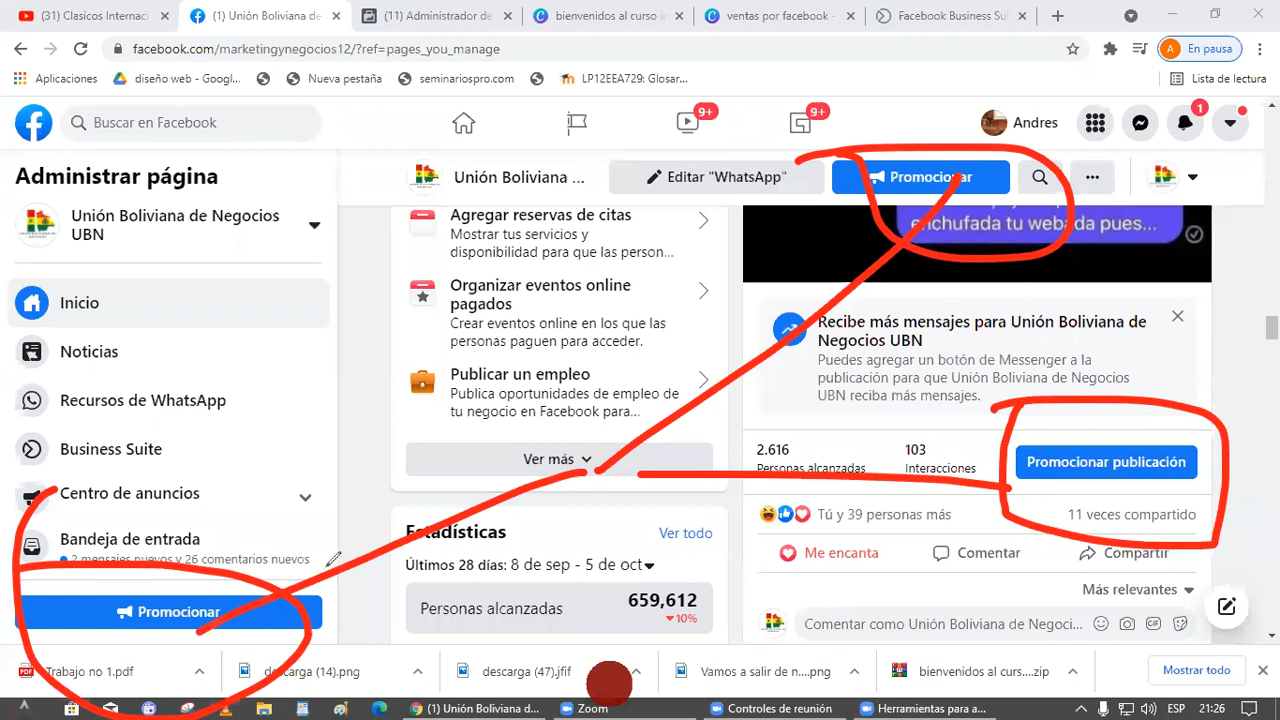 (31) Clasicos Internaci
(1) Unión Boliviana de
(11) Administrador de
bienvenidos al curso i
ventas por facebook -
Facebook Business Su
facebook.com/marketingynegocios12/?ref=pages_you_manage
A En pausa
Aplicaciones
diseño web - Googl...
Nueva pestaña
seminariospro.com
LP12EEA729: Glosar...
Lista de lectura
Buscar en Facebook
9+
9+
Andres
1
Administrar página
Unión Boliviana ...
Editar "WhatsApp"
Promocionar
Unión Boliviana de Negocios
UBN
Inicio
Noticias
Recursos de WhatsApp
Business Suite
Centro de anuncios
Bandeja de entrada
2 mensajes nuevos y 26 comentarios nuevos
Promocionar
Agregar reservas de citas
Mostrar tus servicios y
disponibilidad para que las person...
Organizar eventos online
pagados
Crear eventos online en los que las
personas paguen para acceder.
Publicar un empleo
Publica oportunidades de empleo de
tu negocio en Facebook para...
Ver más
Estadísticas
Ver todo
Últimos 28 días: 8 de sep - 5 de oct
Personas alcanzadas
659,612
10%
enchufada tu webada pues...
Recibe más mensajes para Unión Boliviana de
Negocios UBN
Puedes agregar un botón de Messenger a la
publicación para que Unión Boliviana de Negocios
UBN reciba más mensajes.
2.616
Personas alcanzadas
103
Interacciones
Promocionar publicación
Tú y 39 personas más
11 veces compartido
Me encanta
Comentar
Compartir
Más relevantes
Comentar como Unión Boliviana de Negoci...
GIF
PDF
Trabajo no 1.pdf
descarga (14).png
descarga (47).jfif
Vamos a salir de n....png
bienvenidos al curs....zip
Mostrar todo
(1) Unión Boliviana d...
Zoom
Controles de reunión
Herramientas para a...
ESP
21:26